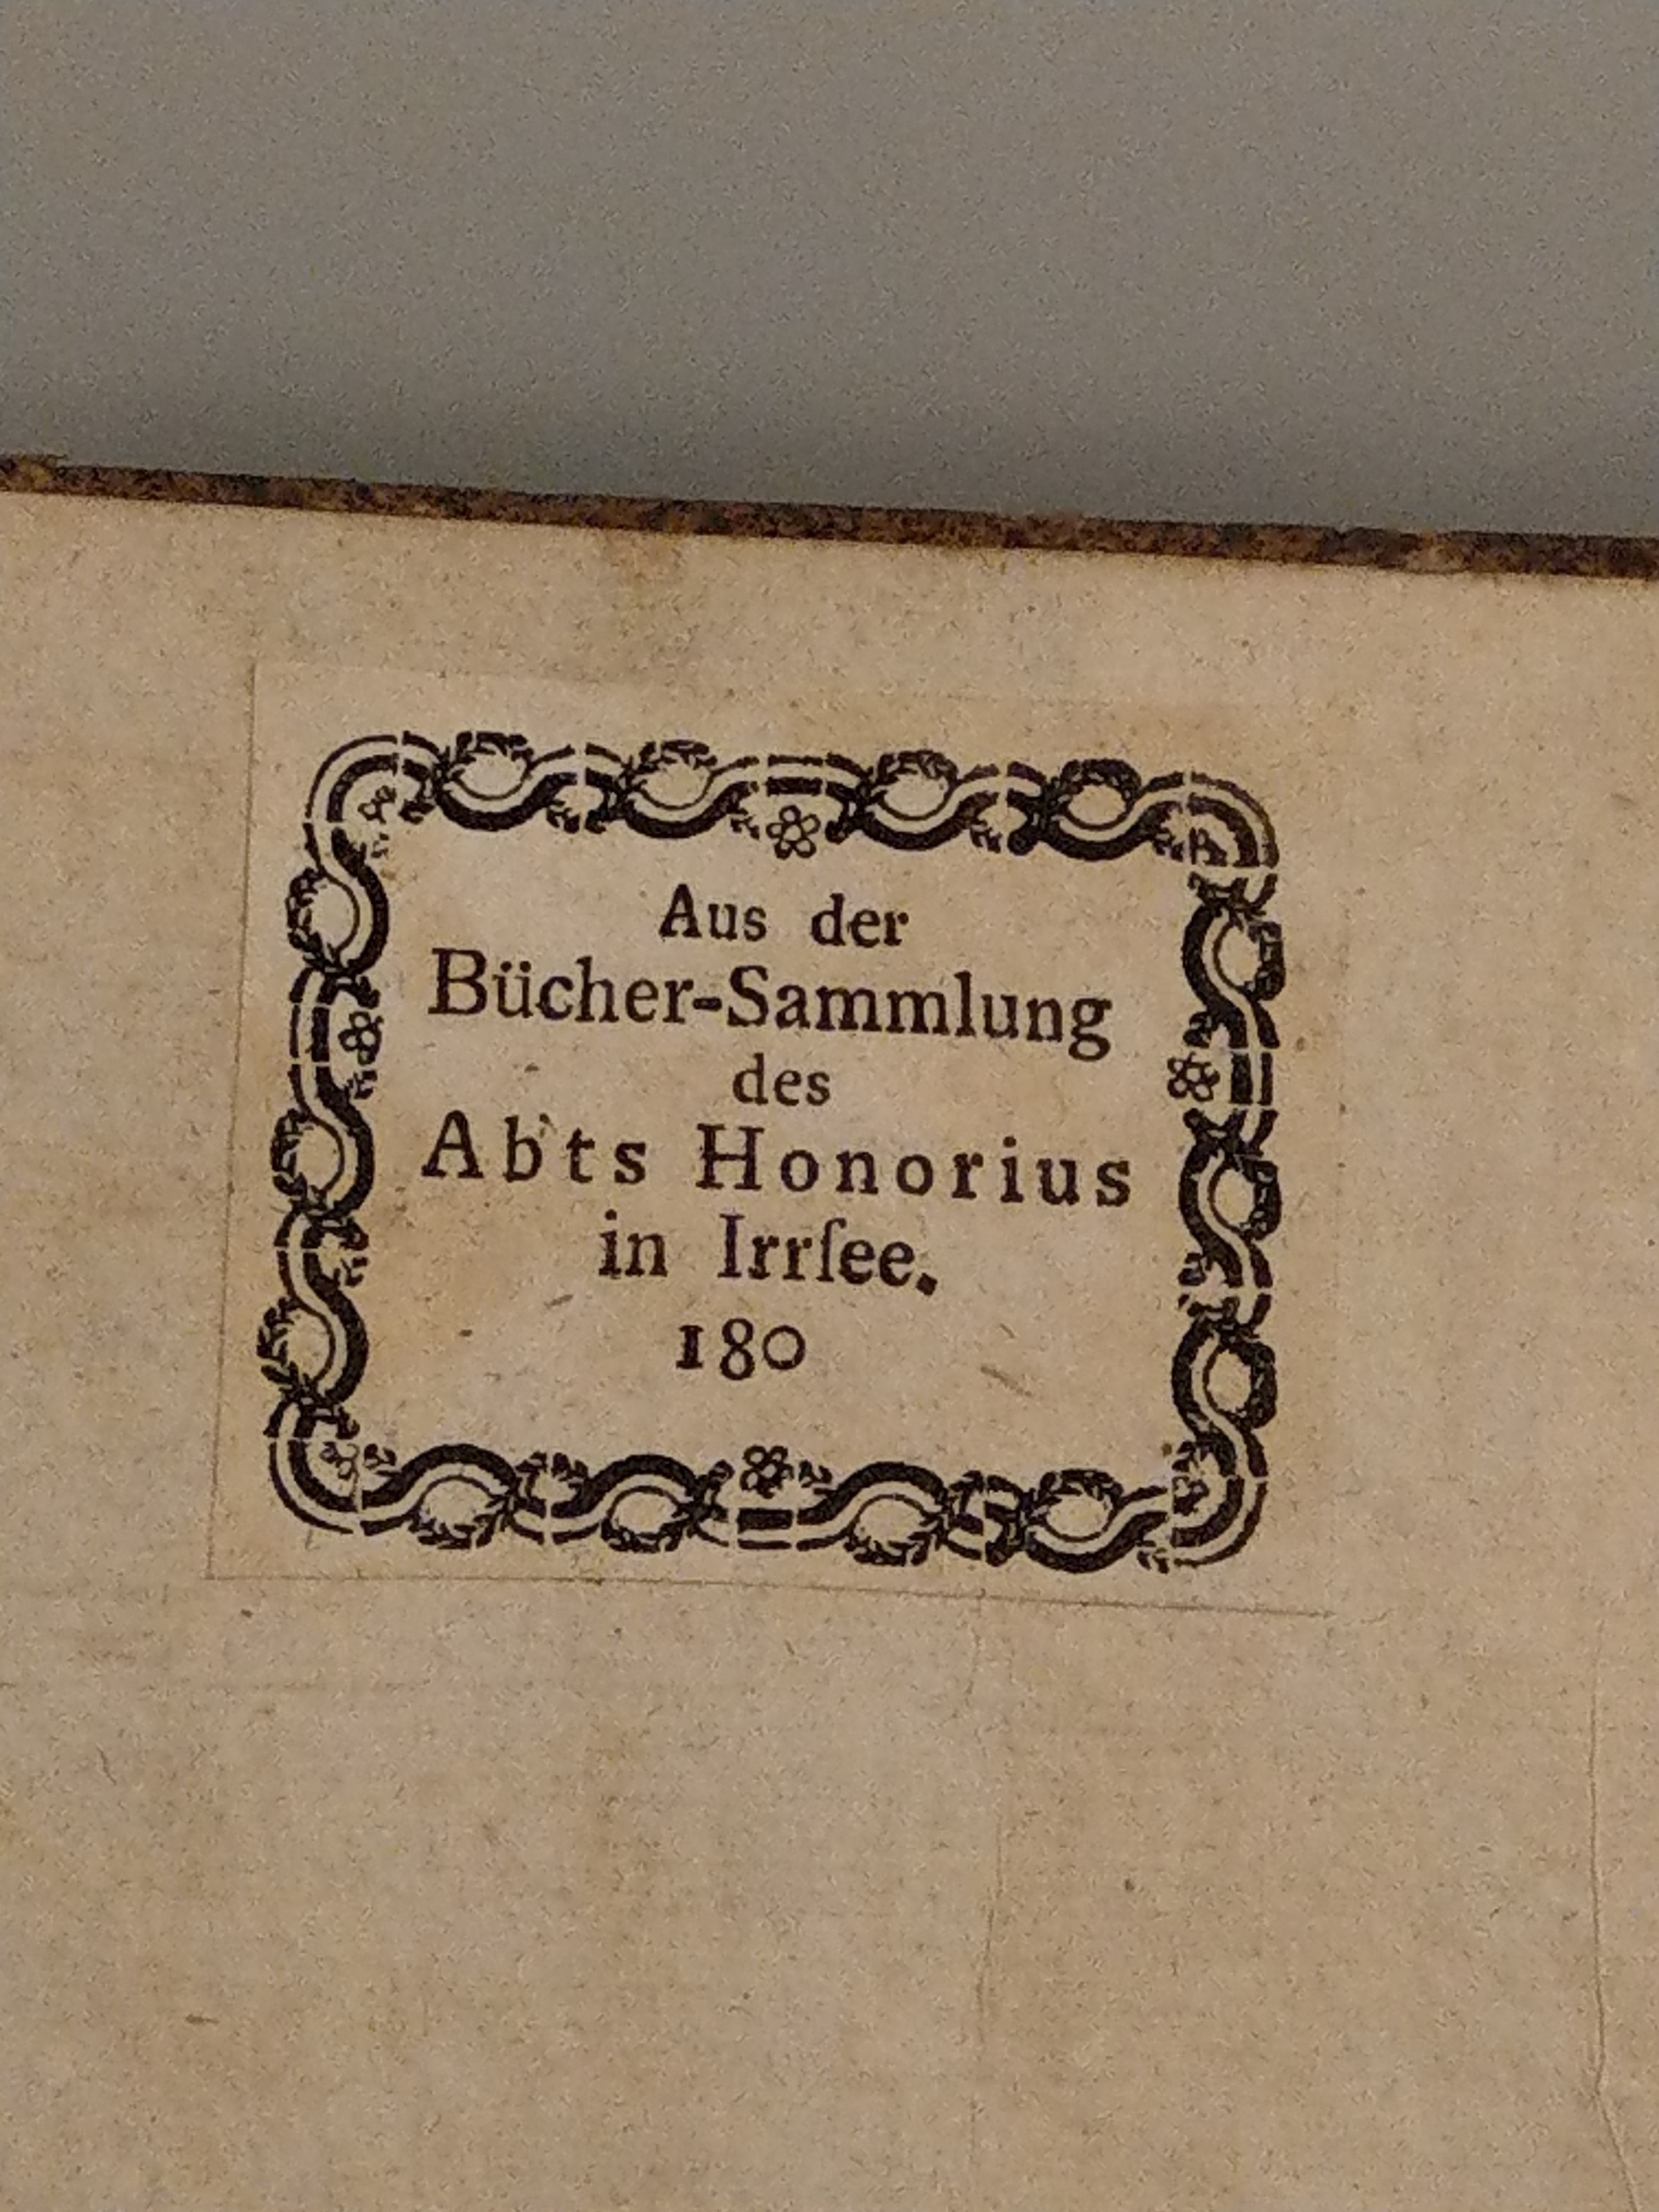 Aus der
Bücher-Sammlung
des
Abts Honorius
in Irrſee.
180